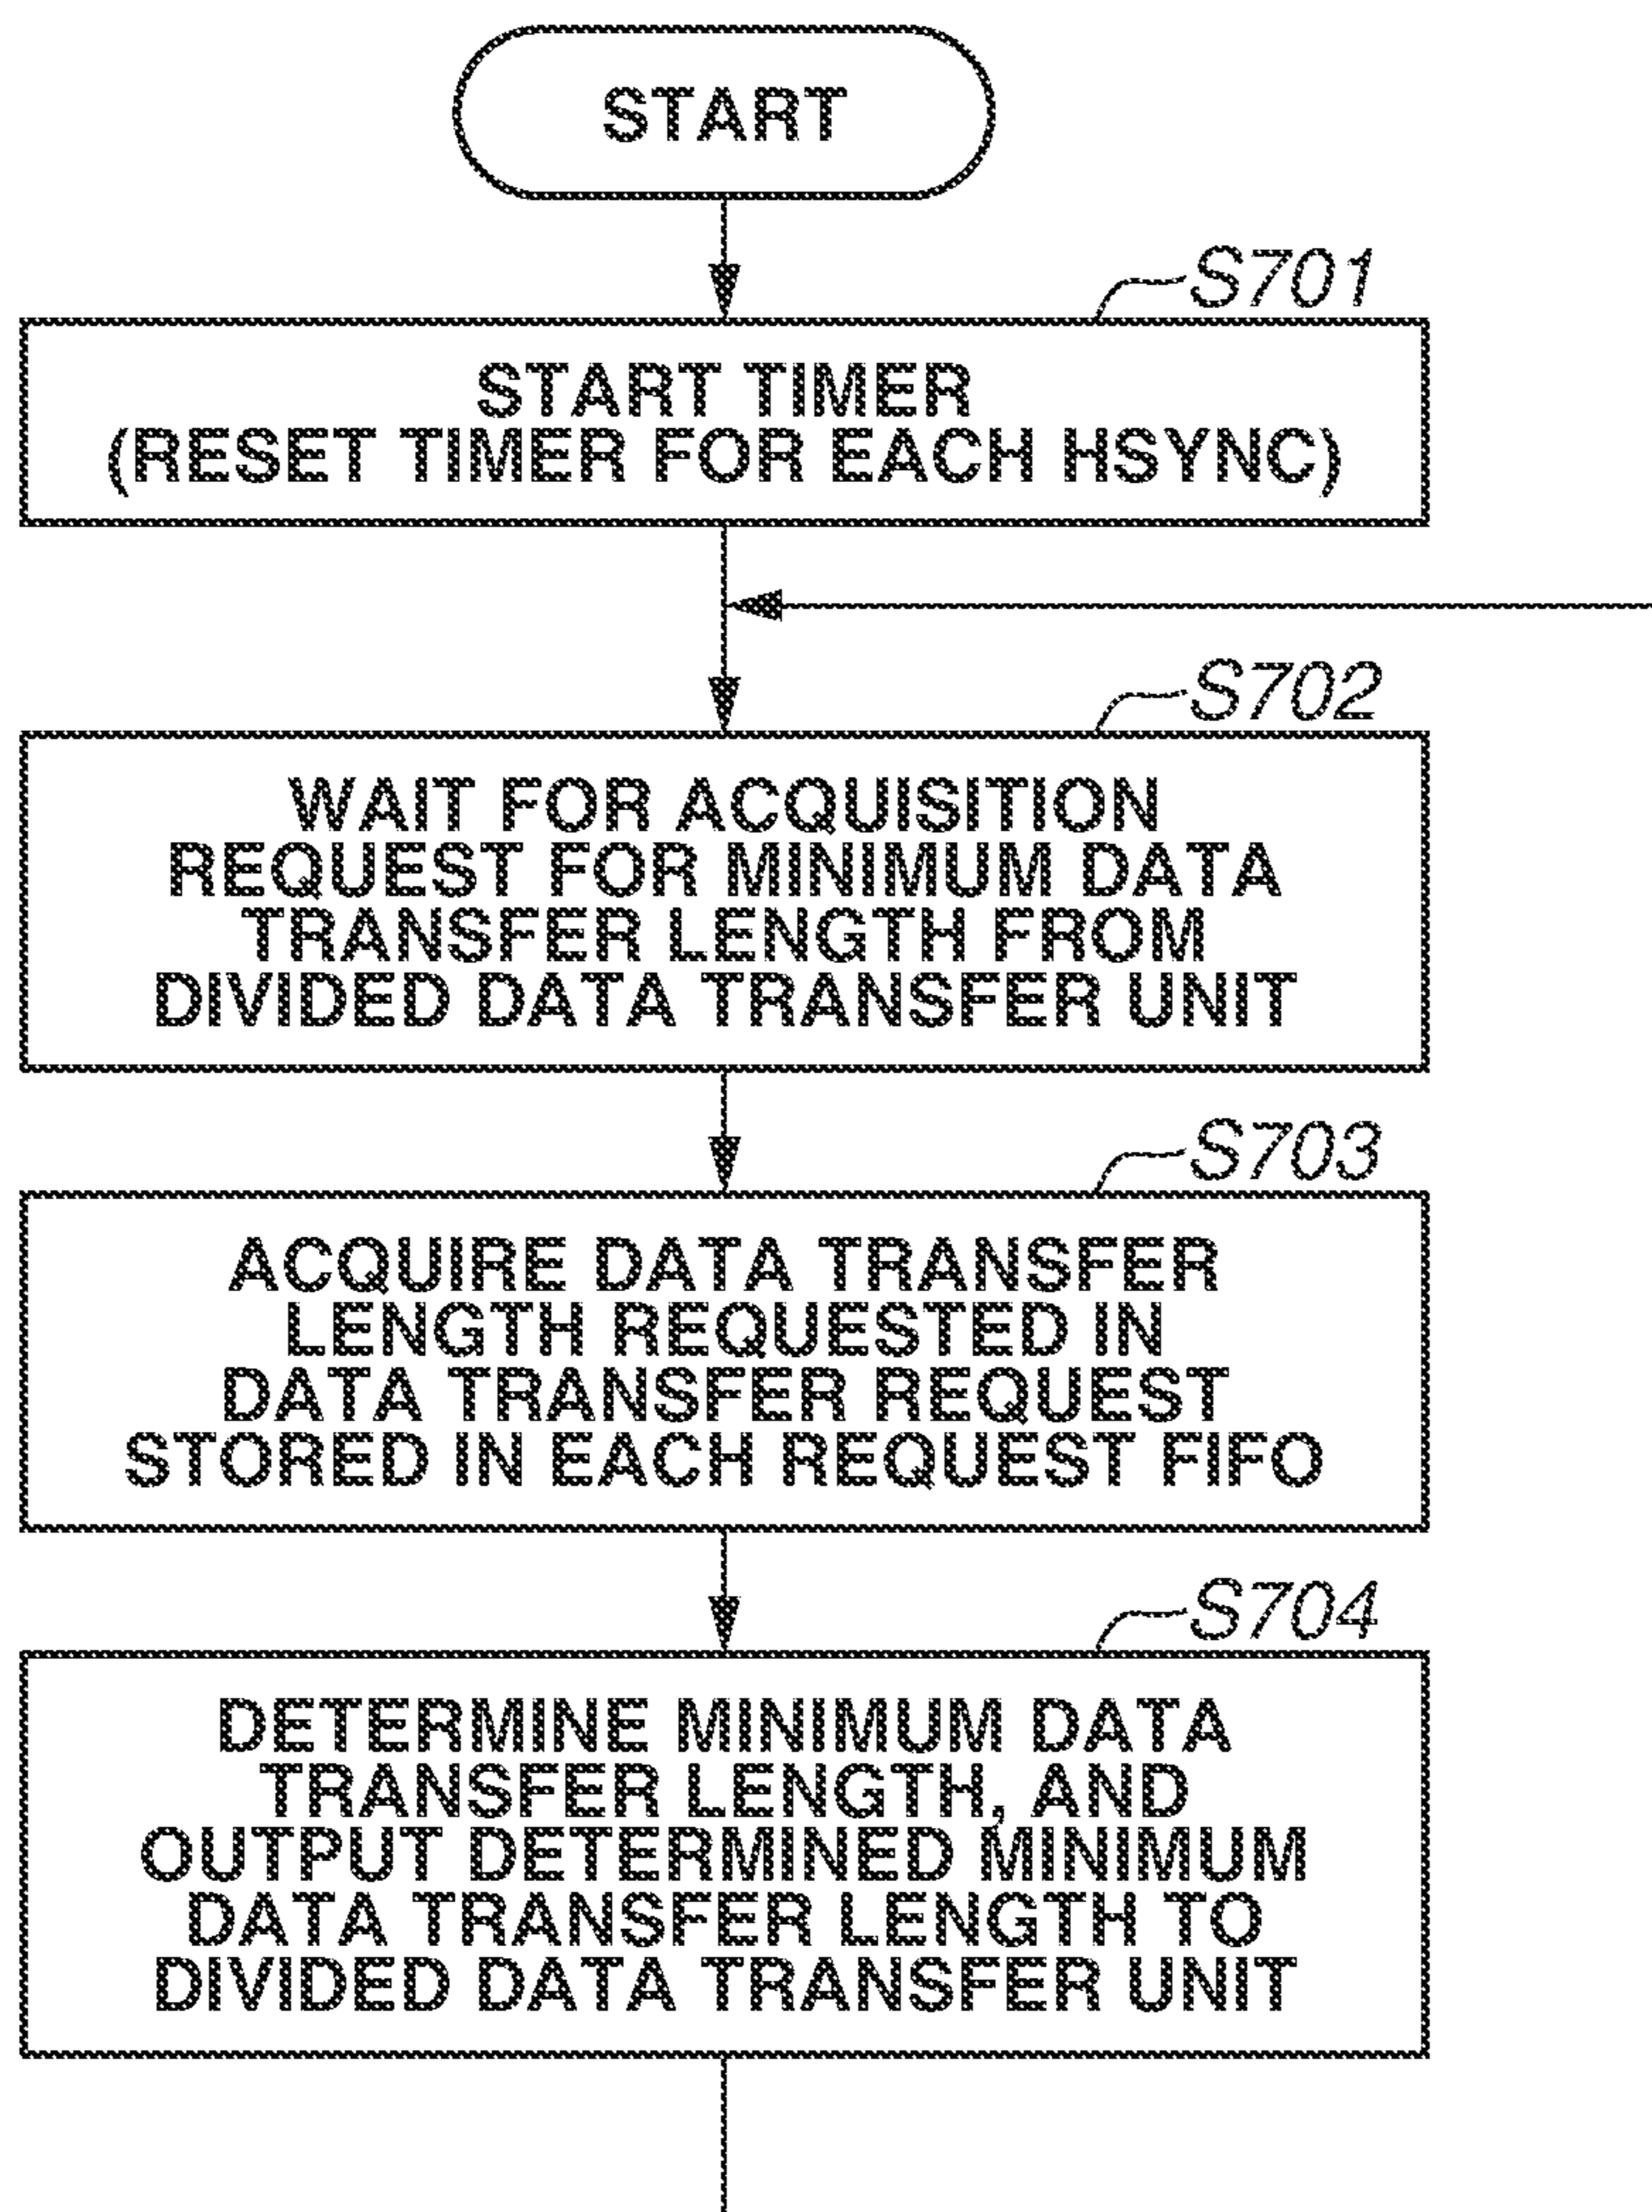 START
S701
START TIMER
(RESET TIMER FOR EACH HSYNC)
S702
WAIT FOR ACQUISITION
REQUEST FOR MINIMUM DATA
TRANSFER LENGTH FROM
DIVIDED DATA TRANSFER UNIT
S703
ACQUIRE DATA TRANSFER
LENGTH REQUESTED IN
DATA TRANSFER REQUEST
STORED IN EACH REQUEST FIFO
S704
DETERMINE MINIMUM DATA
TRANSFER LENGTH, AND
OUTPUT DETERMINED MINIMUM
DATA TRANSFER LENGTH TO
DIVIDED DATA TRANSFER UNIT